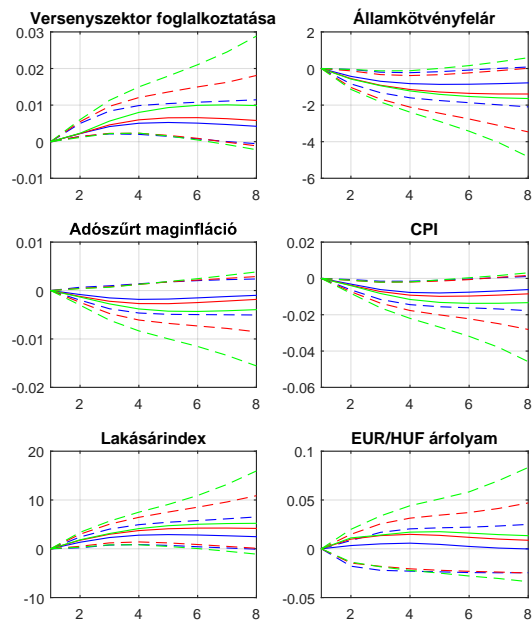 Versenyszektor foglalkoztatása
0.03
0.02
0.01
0
-0.01
2 4 6 8
Államkötvényfelár
2
0
-2
-4
-6
2 4 6 8
Adószűrt maginfláció
0.01
0
-0.01
-0.02
2 4 6 8
CPI
0.02
0
-0.02
-0.04
-0.06
2 4 6 8
Lakásárindex
20
10
0
-10
2 4 6 8
EUR/HUF árfolyam
0.1
0.05
0
-0.05
2 4 6 8